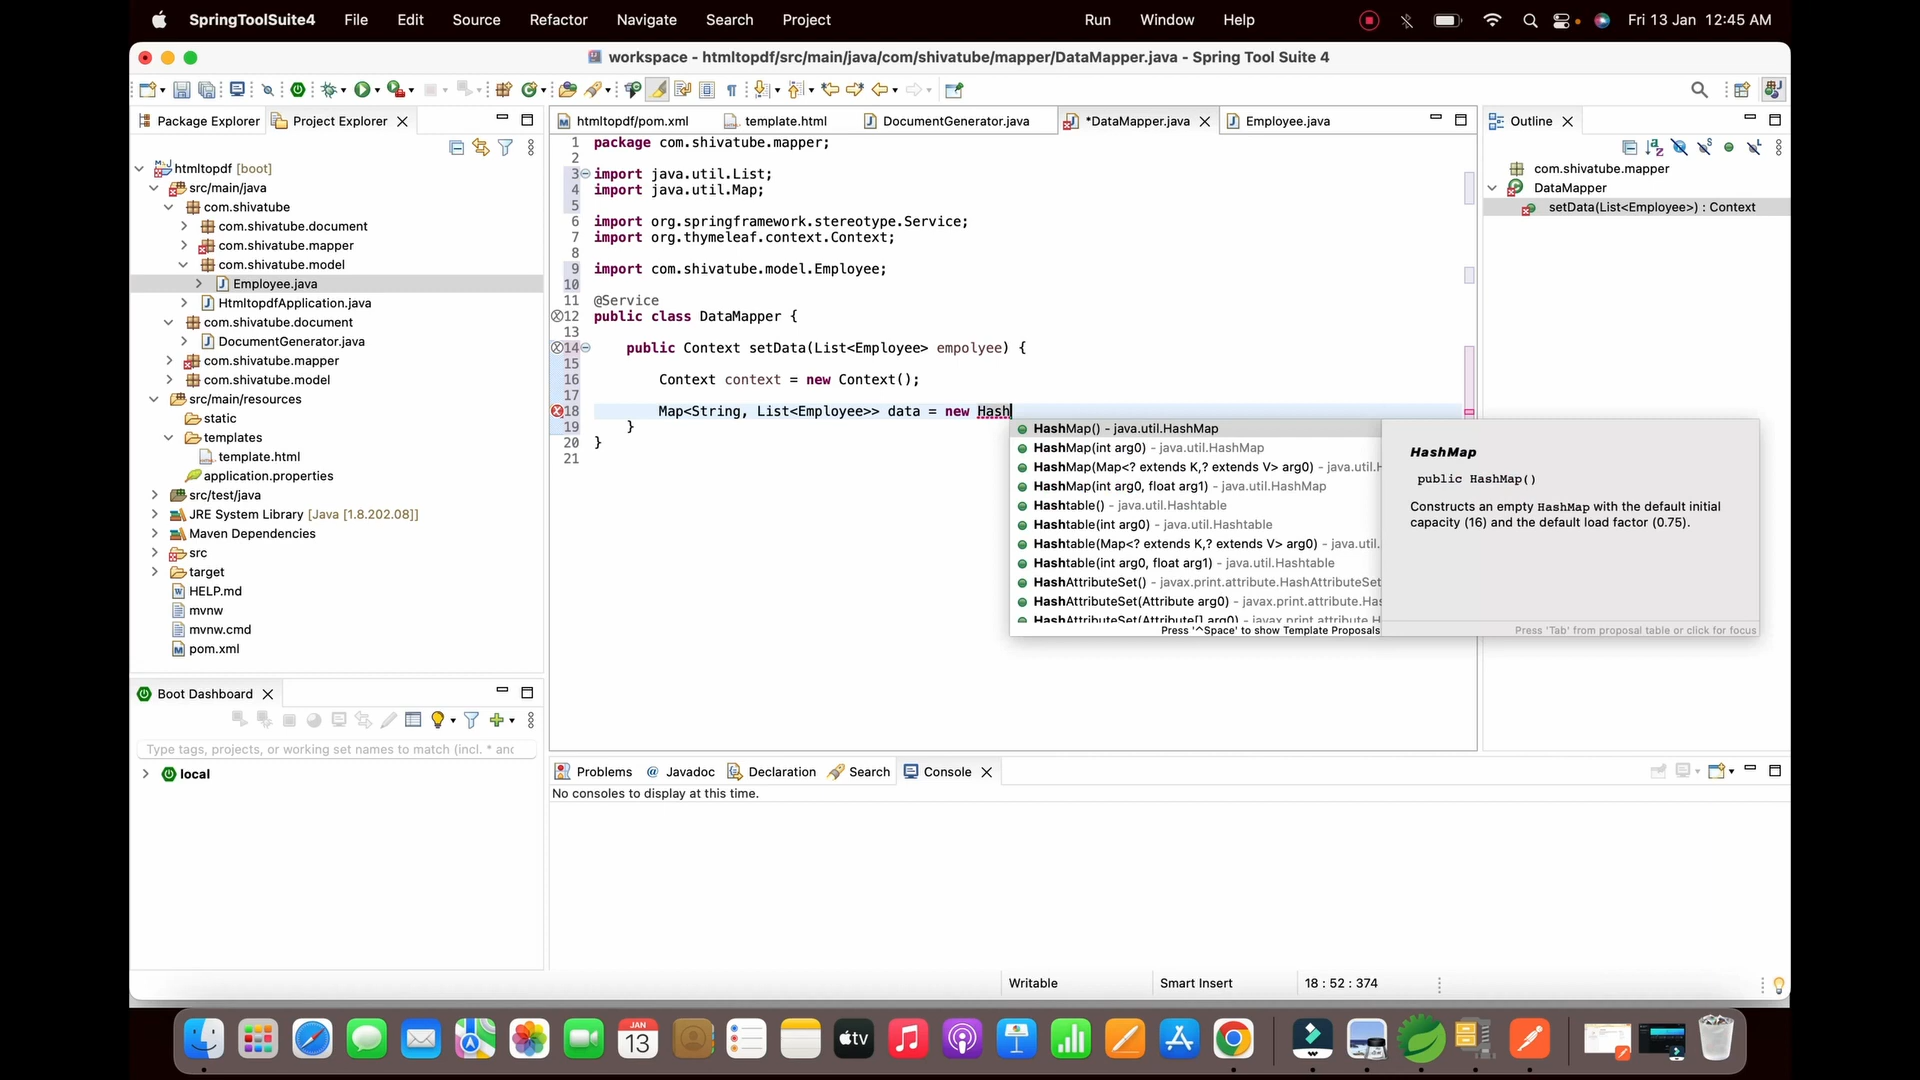 SpringToolSuite4 File Edit Source Refactor Navigate Search Project Run Window Help Fri 13 Jan 12:45 AM
workspace - htmltopdf/src/main/java/com/shivatube/mapper/DataMapper.java - Spring Tool Suite 4
Package Explorer Project Explorer
htmltopdf [boot]
src/main/java
com.shivatube
com.shivatube.document
com.shivatube.mapper
com.shivatube.model
Employee.java
HtmltopdfApplication.java
com.shivatube.document
DocumentGenerator.java
com.shivatube.mapper
com.shivatube.model
src/main/resources
static
templates
template.html
application.properties
src/test/java
JRE System Library [Java [1.8.202.08]]
Maven Dependencies
src
target
HELP.md
mvnw
mvnw.cmd
pom.xml
Boot Dashboard
Type tags, projects, or working set names to match (incl. * and
local
htmltopdf/pom.xml template.html DocumentGenerator.java *DataMapper.java Employee.java
1 package com.shivatube.mapper;
2
3 import java.util.List;
4 import java.util.Map;
5
6 import org.springframework.stereotype.Service;
7 import org.thymeleaf.context.Context;
8
9 import com.shivatube.model.Employee;
10
11 @Service
12 public class DataMapper {
13
14 public Context setData(List<Employee> empolyee) {
15
16 Context context = new Context();
17
18 Map<String, List<Employee>> data = new Hash
19 }
20 }
21
HashMap() - java.util.HashMap
HashMap(int arg0) - java.util.HashMap
HashMap(Map<? extends K,? extends V> arg0) - java.util.H
HashMap(int arg0, float arg1) - java.util.HashMap
Hashtable() - java.util.Hashtable
Hashtable(int arg0) - java.util.Hashtable
Hashtable(Map<? extends K,? extends V> arg0) - java.util.
Hashtable(int arg0, float arg1) - java.util.Hashtable
HashAttributeSet() - javax.print.attribute.HashAttributeSet
HashAttributeSet(Attribute arg0) - javax.print.attribute.Ha
HashAttributeSet(Attribute[] arg0) - javax.print.attribute.H
Press '^Space' to show Template Proposals
HashMap
public HashMap()
Constructs an empty HashMap with the default initial
capacity (16) and the default load factor (0.75).
Press 'Tab' from proposal table or click for focus
Outline
com.shivatube.mapper
DataMapper
setData(List<Employee>) : Context
Problems Javadoc Declaration Search Console
No consoles to display at this time.
Writable Smart Insert 18 : 52 : 374
JAN
13
tv